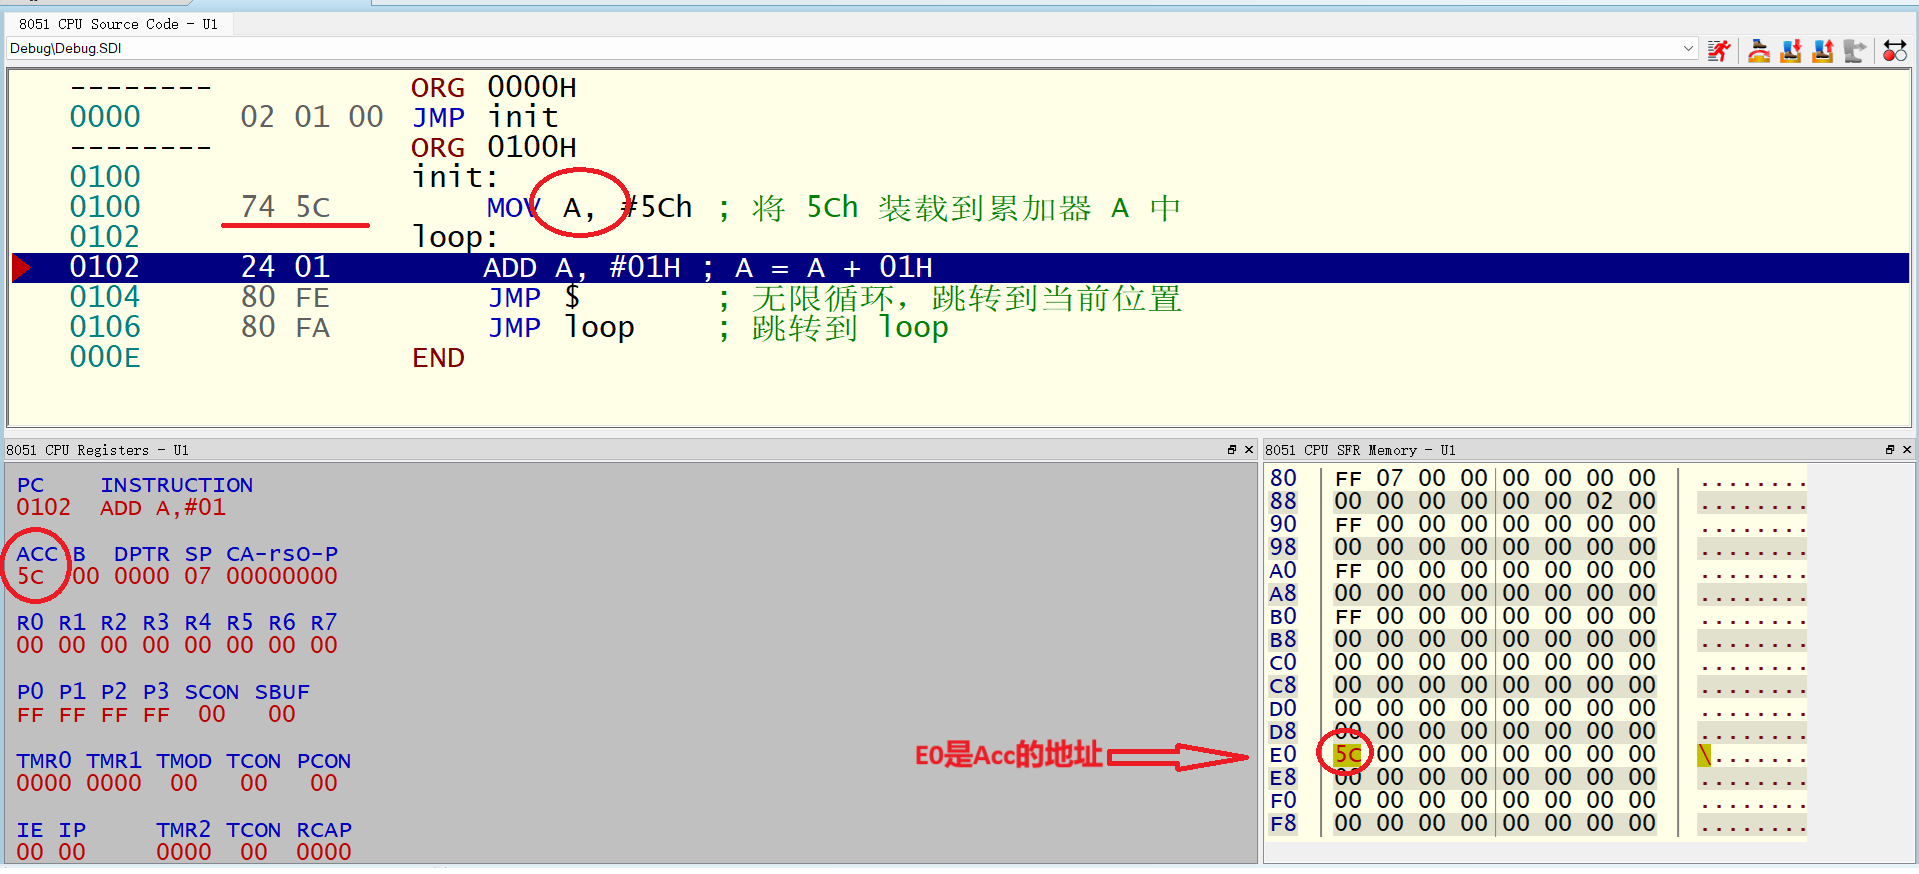 8051 CPU Source Code - U1
Debug\Debug.SDI
-------- ORG 0000H
0000 02 01 00 JMP init
-------- ORG 0100H
0100 init:
0100 74 5C MOV A, #5Ch ; 将 5Ch 装载到累加器 A 中
0102 loop:
0102 24 01 ADD A, #01H ; A = A + 01H
0104 80 FE JMP $ ; 无限循环，跳转到当前位置
0106 80 FA JMP loop ; 跳转到 loop
000E END
8051 CPU Registers - U1
PC INSTRUCTION
0102 ADD A,#01
ACC B DPTR SP CA-rsO-P
5C 00 0000 07 00000000
R0 R1 R2 R3 R4 R5 R6 R7
00 00 00 00 00 00 00 00
P0 P1 P2 P3 SCON SBUF
FF FF FF FF 00 00
TMR0 TMR1 TMOD TCON PCON
0000 0000 00 00 00
IE IP TMR2 TCON RCAP
00 00 0000 00 0000
8051 CPU SFR Memory - U1
80 FF 07 00 00 00 00 00 00 ........
88 00 00 00 00 00 00 02 00 ........
90 FF 00 00 00 00 00 00 00 ........
98 00 00 00 00 00 00 00 00 ........
A0 FF 00 00 00 00 00 00 00 ........
A8 00 00 00 00 00 00 00 00 ........
B0 FF 00 00 00 00 00 00 00 ........
B8 00 00 00 00 00 00 00 00 ........
C0 00 00 00 00 00 00 00 00 ........
C8 00 00 00 00 00 00 00 00 ........
D0 00 00 00 00 00 00 00 00 ........
D8 00 00 00 00 00 00 00 00 ........
E0是Acc的地址
E0 5C 00 00 00 00 00 00 00 \.......
E8 00 00 00 00 00 00 00 00 ........
F0 00 00 00 00 00 00 00 00 ........
F8 00 00 00 00 00 00 00 00 ........